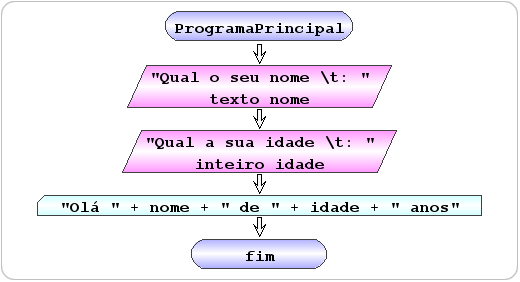 ProgramaPrincipal
"Qual o seu nome \t: "
texto nome
"Qual a sua idade \t: "
inteiro idade
"Olá " + nome + " de " + idade + " anos"
fim